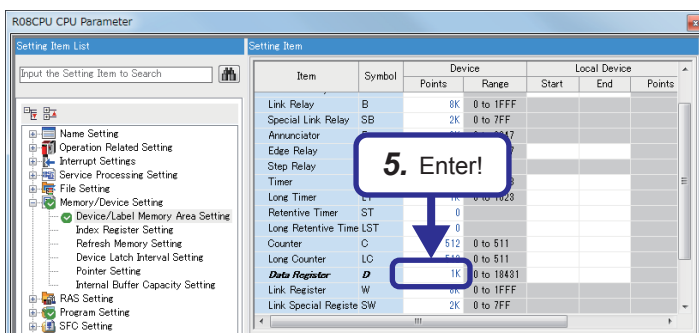 R08CPU CPU Parameter
Setting Item List
Setting Item
Input the Setting Item to Search
Name Setting
Operation Related Setting
Interrupt Settings
Service Processing Setting
File Setting
Memory/Device Setting
Device/Label Memory Area Setting
Index Register Setting
Refresh Memory Setting
Device Latch Interval Setting
Pointer Setting
Internal Buffer Capacity Setting
RAS Setting
Program Setting
SFC Setting
Item Symbol Device Local Device
Points Range Start End Points
Link Relay B 8K 0 to 1FFF
Special Link Relay SB 2K 0 to 7FF
Annunciator
Edge Relay
Step Relay
Timer
Long Timer 1K 0 to 1023
Retentive Timer ST 0
Long Retentive Time LST 0
Counter C 512 0 to 511
Long Counter LC 0 to 511
Data Register D 1K 0 to 18431
Link Register W 8K 0 to 1FFF
Link Special Registe SW 2K 0 to 7FF
5. Enter!